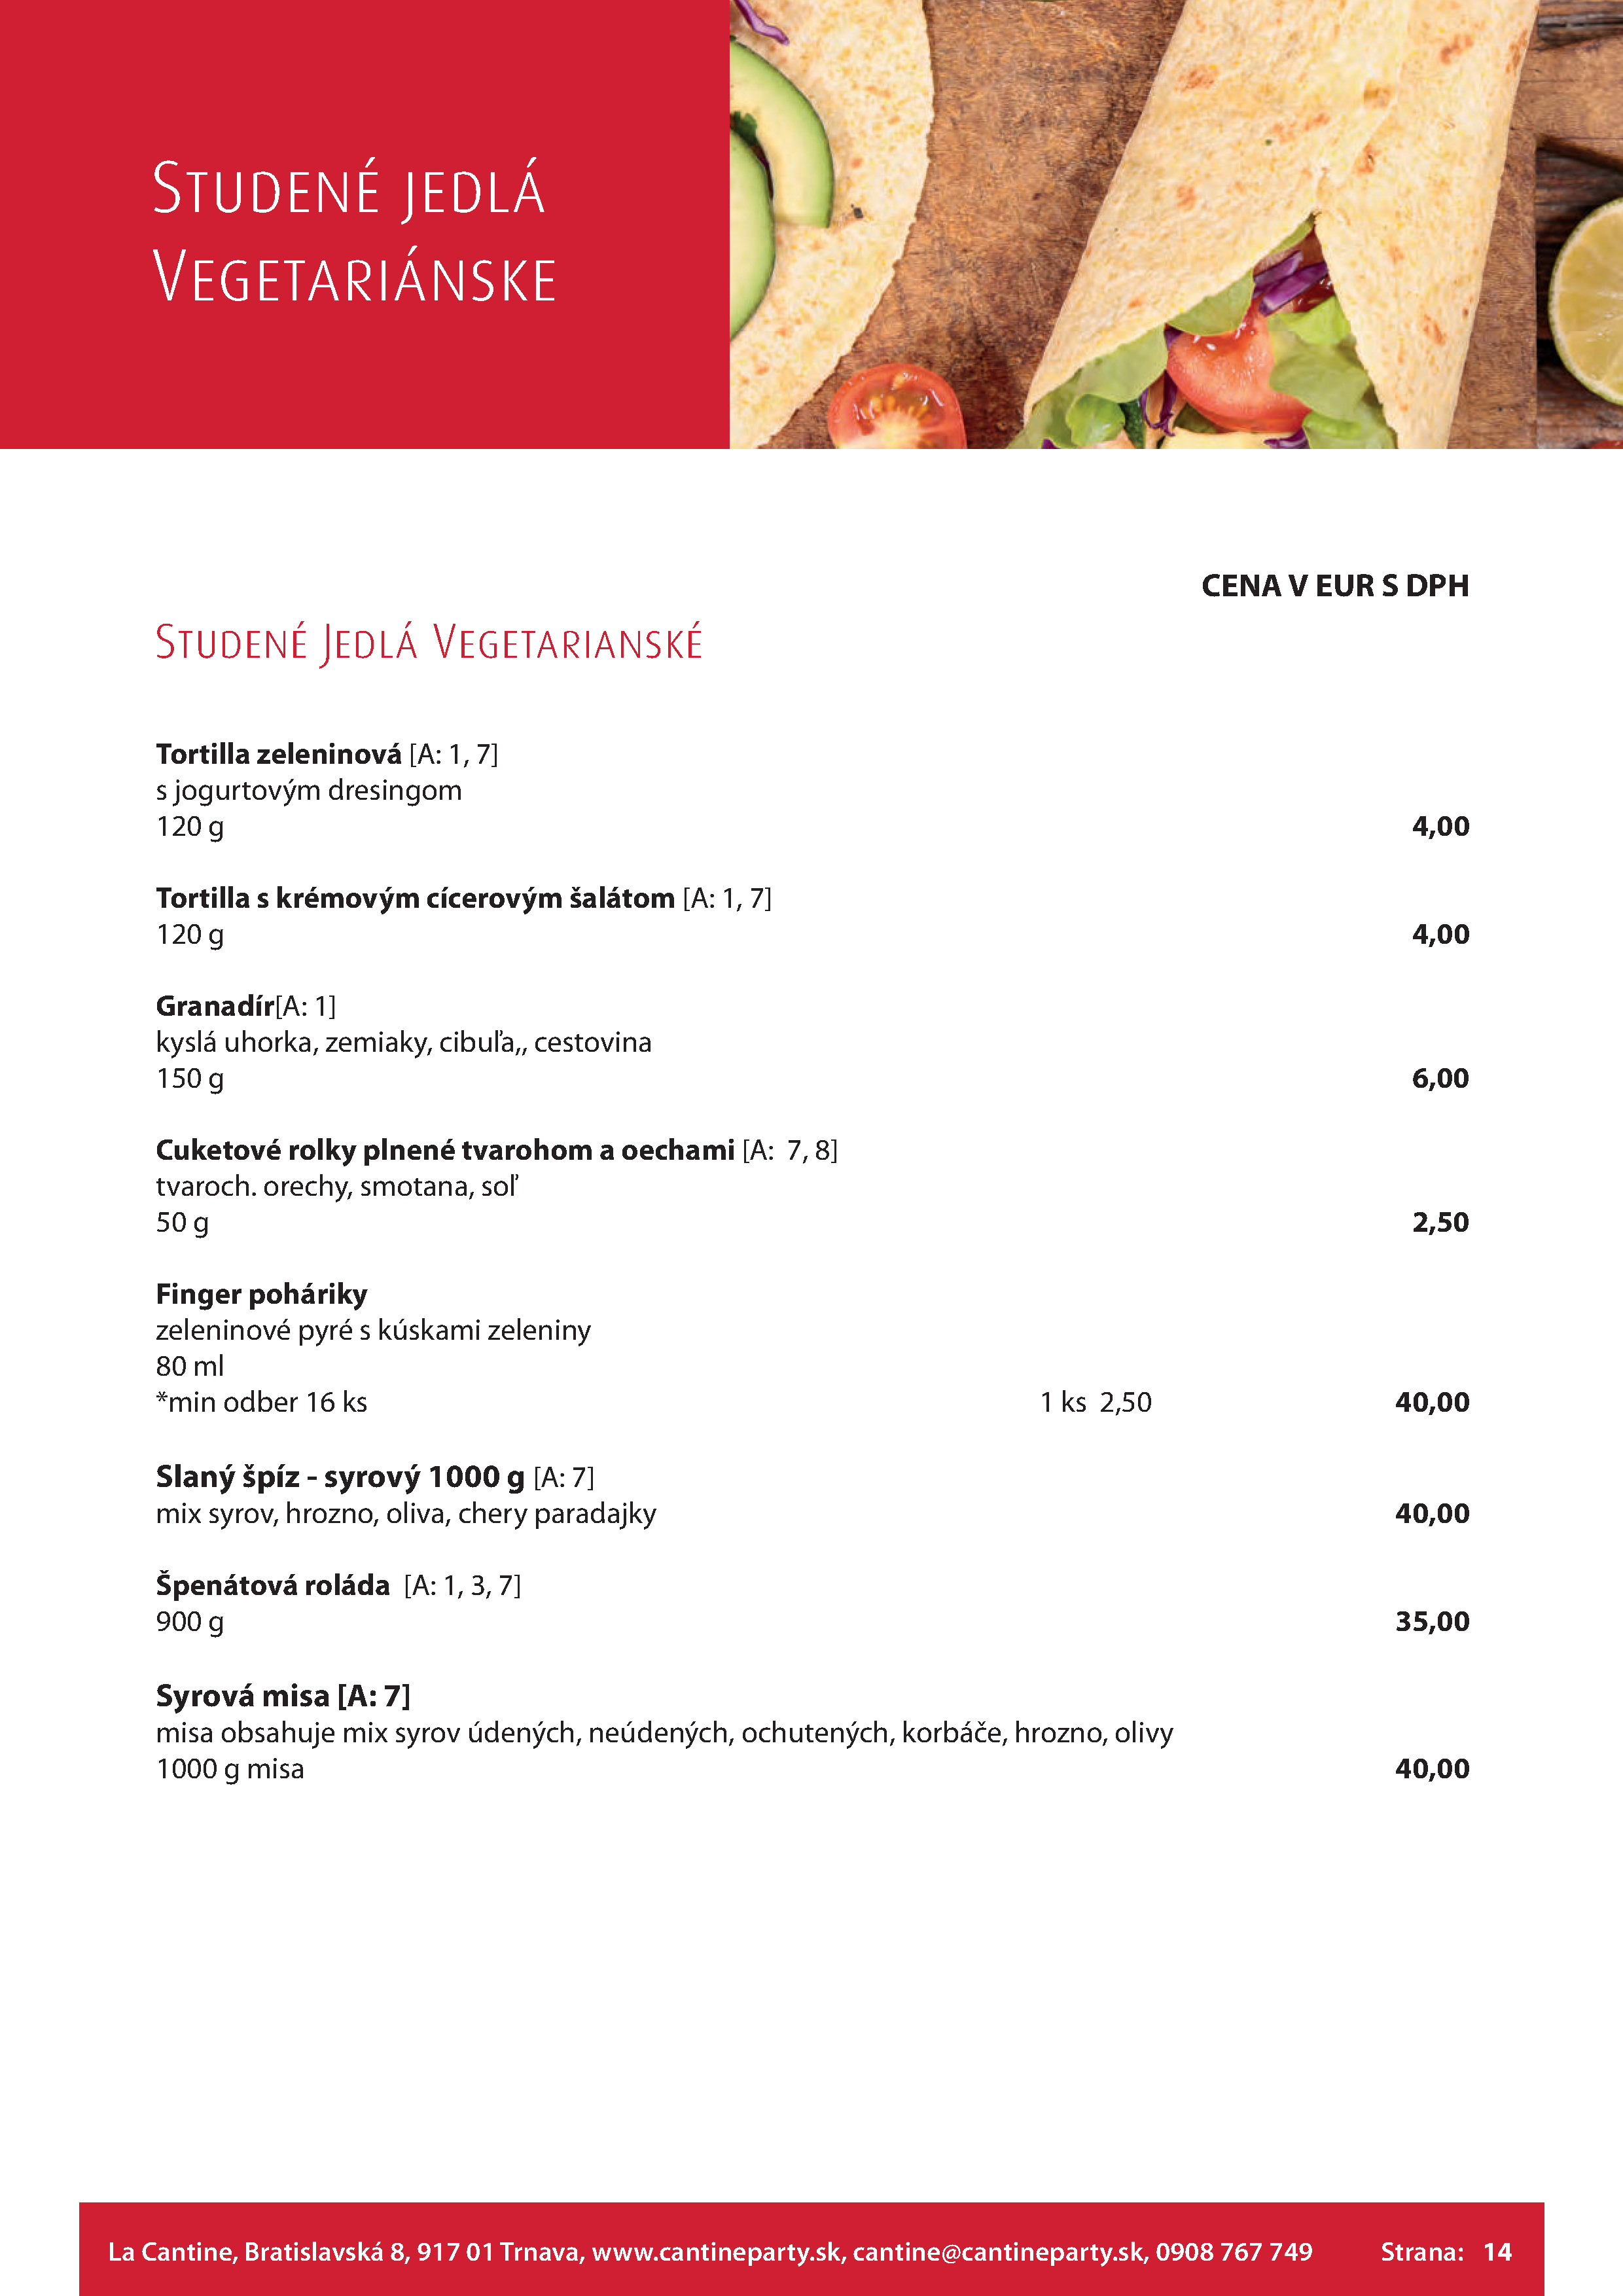 Studené jedlá
Vegetariánske
CENA V EUR S DPH
Studené Jedlá Vegetarianské
Tortilla zeleninová [A: 1, 7]
s jogurtovým dresingom
120 g 4,00
Tortilla s krémovým cícerovým šalátom [A: 1, 7]
120 g 4,00
Granadír[A: 1]
kyslá uhorka, zemiaky, cibuľa,, cestovina
150 g 6,00
Cuketové rolky plnené tvarohom a oechami [A: 7, 8]
tvaroch. orechy, smotana, soľ
50 g 2,50
Finger poháriky
zeleninové pyré s kúskami zeleniny
80 ml
*min odber 16 ks 1 ks 2,50 40,00
Slaný špíz - syrový 1000 g [A: 7]
mix syrov, hrozno, oliva, chery paradajky 40,00
Špenátová roláda [A: 1, 3, 7]
900 g 35,00
Syrová misa [A: 7]
misa obsahuje mix syrov údených, neúdených, ochutených, korbáče, hrozno, olivy
1000 g misa 40,00
La Cantine, Bratislavská 8, 917 01 Trnava, www.cantineparty.sk, cantine@cantineparty.sk, 0908 767 749 Strana: 14